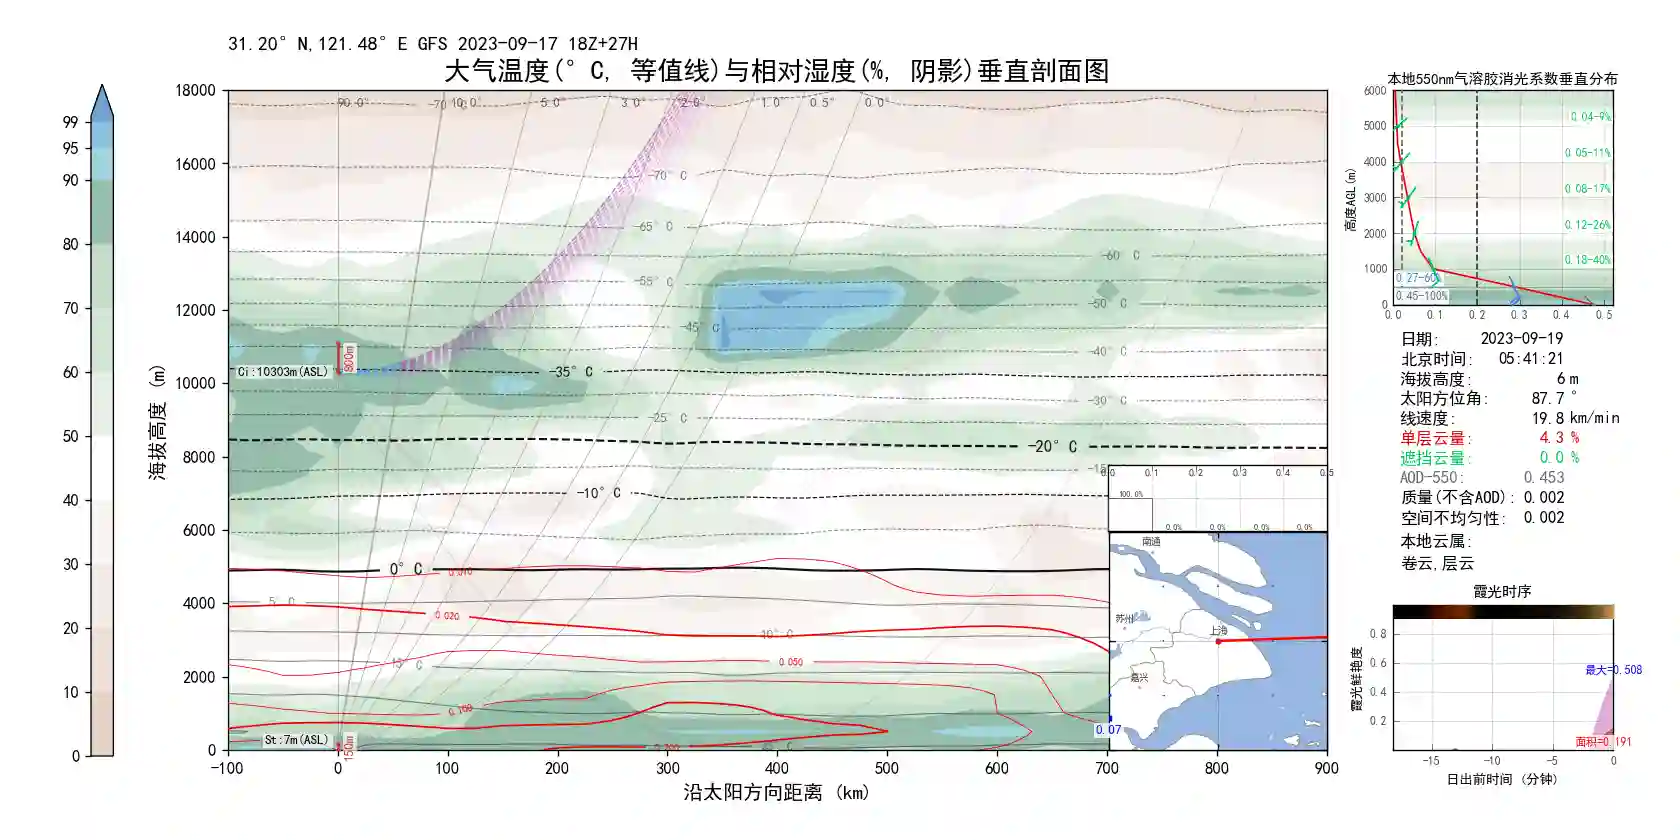 31.20°N,121.48°E GFS 2023-09-17 18Z+27H
大气温度(°C, 等值线)与相对湿度(%, 阴影)垂直剖面图
99
95
90
80
70
60
50
40
30
20
10
0
海拔高度 (m)
18000
16000
14000
12000
10000
8000
6000
4000
2000
0
-100
0
100
200
300
400
500
600
700
800
900
沿太阳方向距离 (km)
90.0°
-70°C
10.0°
5.0°
3.0°
2.0°
1.0°
0.5°
0.0°
-70°C
-65°C
-60°C
-55°C
-50°C
-45°C
-40°C
-35°C
-30°C
-25°C
-20°C
-15
-10°C
0°C
5°C
10°C
15°C
0.010
0.020
0.050
0.100
0.200
Ci:10303m(ASL)
900m
St:7m(ASL)
150m
0.0
0.1
0.2
0.3
0.4
0.5
100.0%
0.0%
0.0%
0.0%
0.0%
南通
苏州
上海
嘉兴
0.07
本地550nm气溶胶消光系数垂直分布
高度AGL(m)
6000
5000
4000
3000
2000
1000
0
0.04-9%
0.05-11%
0.08-17%
0.12-26%
0.18-40%
0.27-60%
0.45-100%
0.0
0.1
0.2
0.3
0.4
0.5
日期: 2023-09-19
北京时间: 05:41:21
海拔高度: 6 m
太阳方位角: 87.7 °
线速度: 19.8 km/min
单层云量: 4.3 %
遮挡云量: 0.0 %
AOD-550: 0.453
质量(不含AOD): 0.002
空间不均匀性: 0.002
本地云属:
卷云,层云
霞光时序
霞光鲜艳度
0.8
0.6
0.4
0.2
最大=0.508
面积=0.191
-15
-10
-5
0
日出前时间 (分钟)